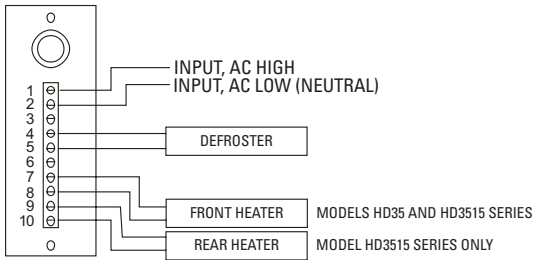 INPUT, AC HIGH
1
INPUT, AC LOW (NEUTRAL)
2
3
4
DEFROSTER
5
6
7
8
FRONT HEATER MODELS HD35 AND HD3515 SERIES
9
10
REAR HEATER MODEL HD3515 SERIES ONLY